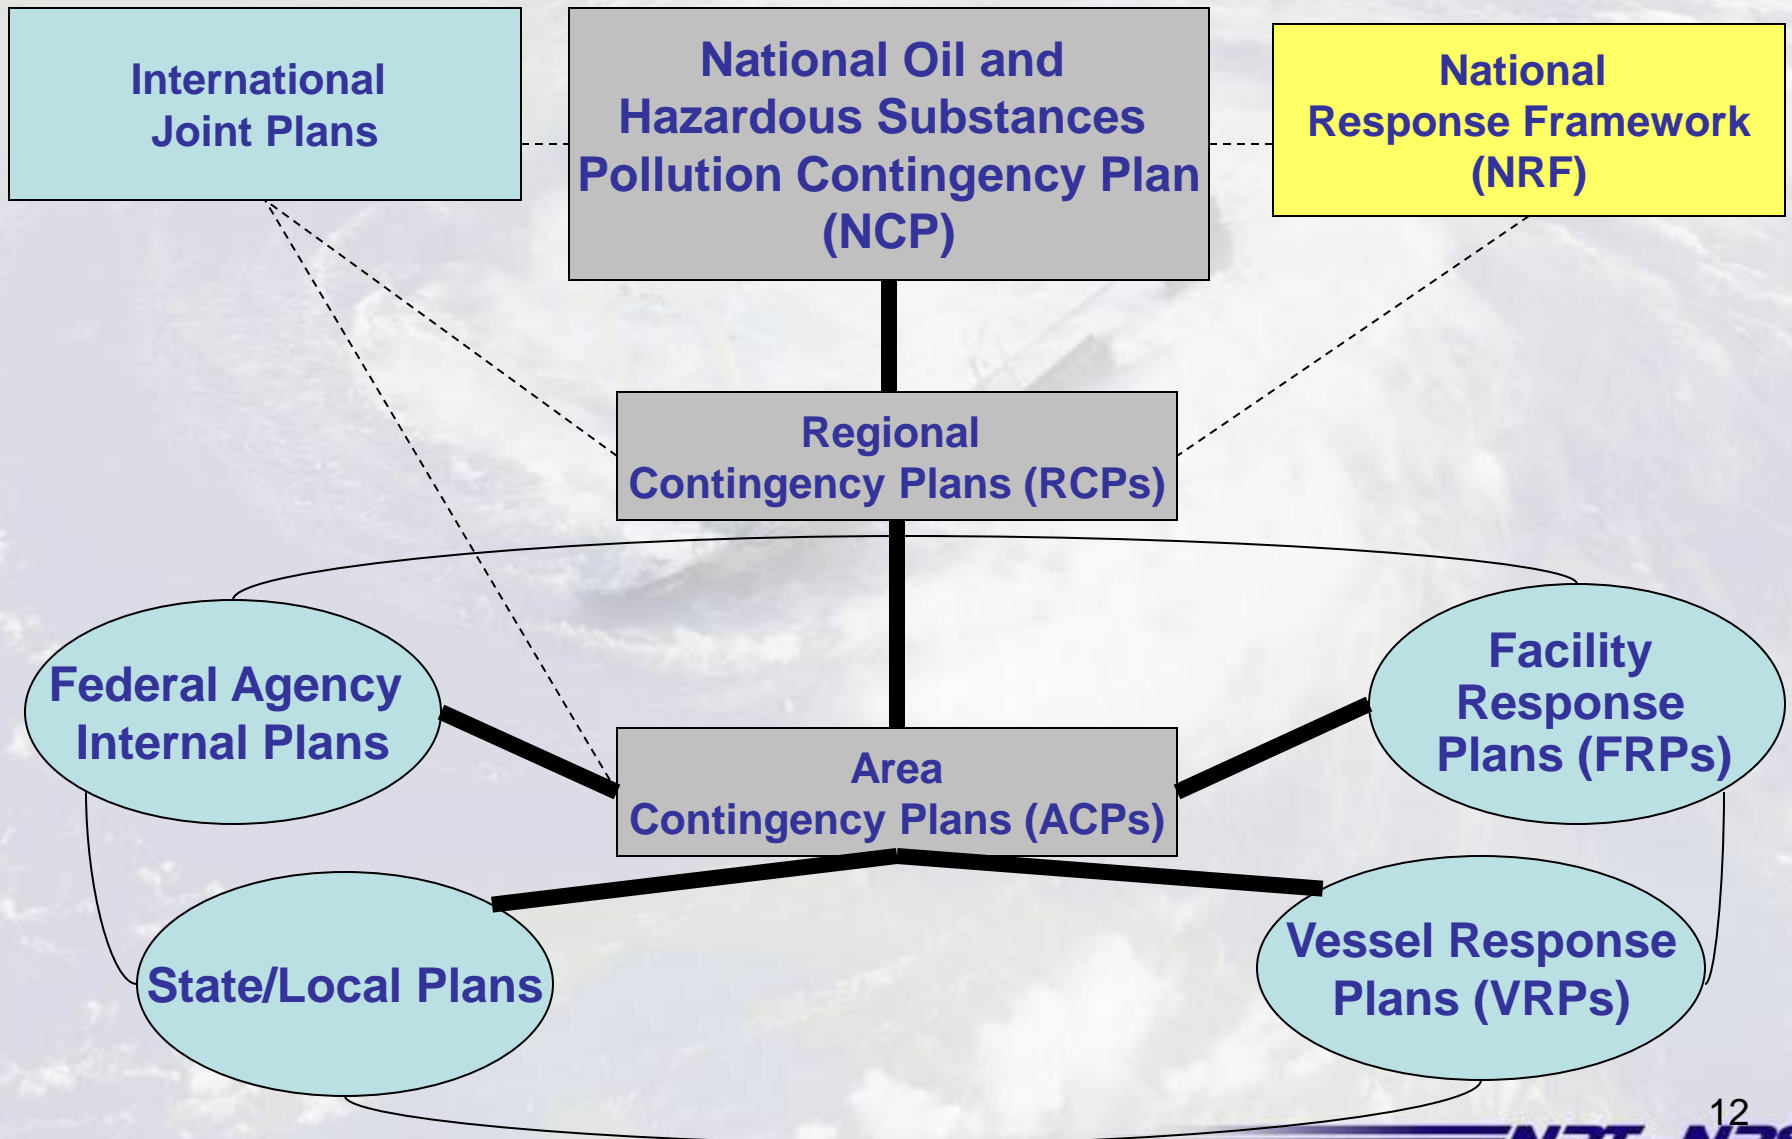 International
Joint Plans
National Oil and
Hazardous Substances
Pollution Contingency Plan
(NCP)
National
Response Framework
(NRF)
Regional
Contingency Plans (RCPs)
Federal Agency
Internal Plans
Facility
Response
Plans (FRPs)
Area
Contingency Plans (ACPs)
State/Local Plans
Vessel Response
Plans (VRPs)
12